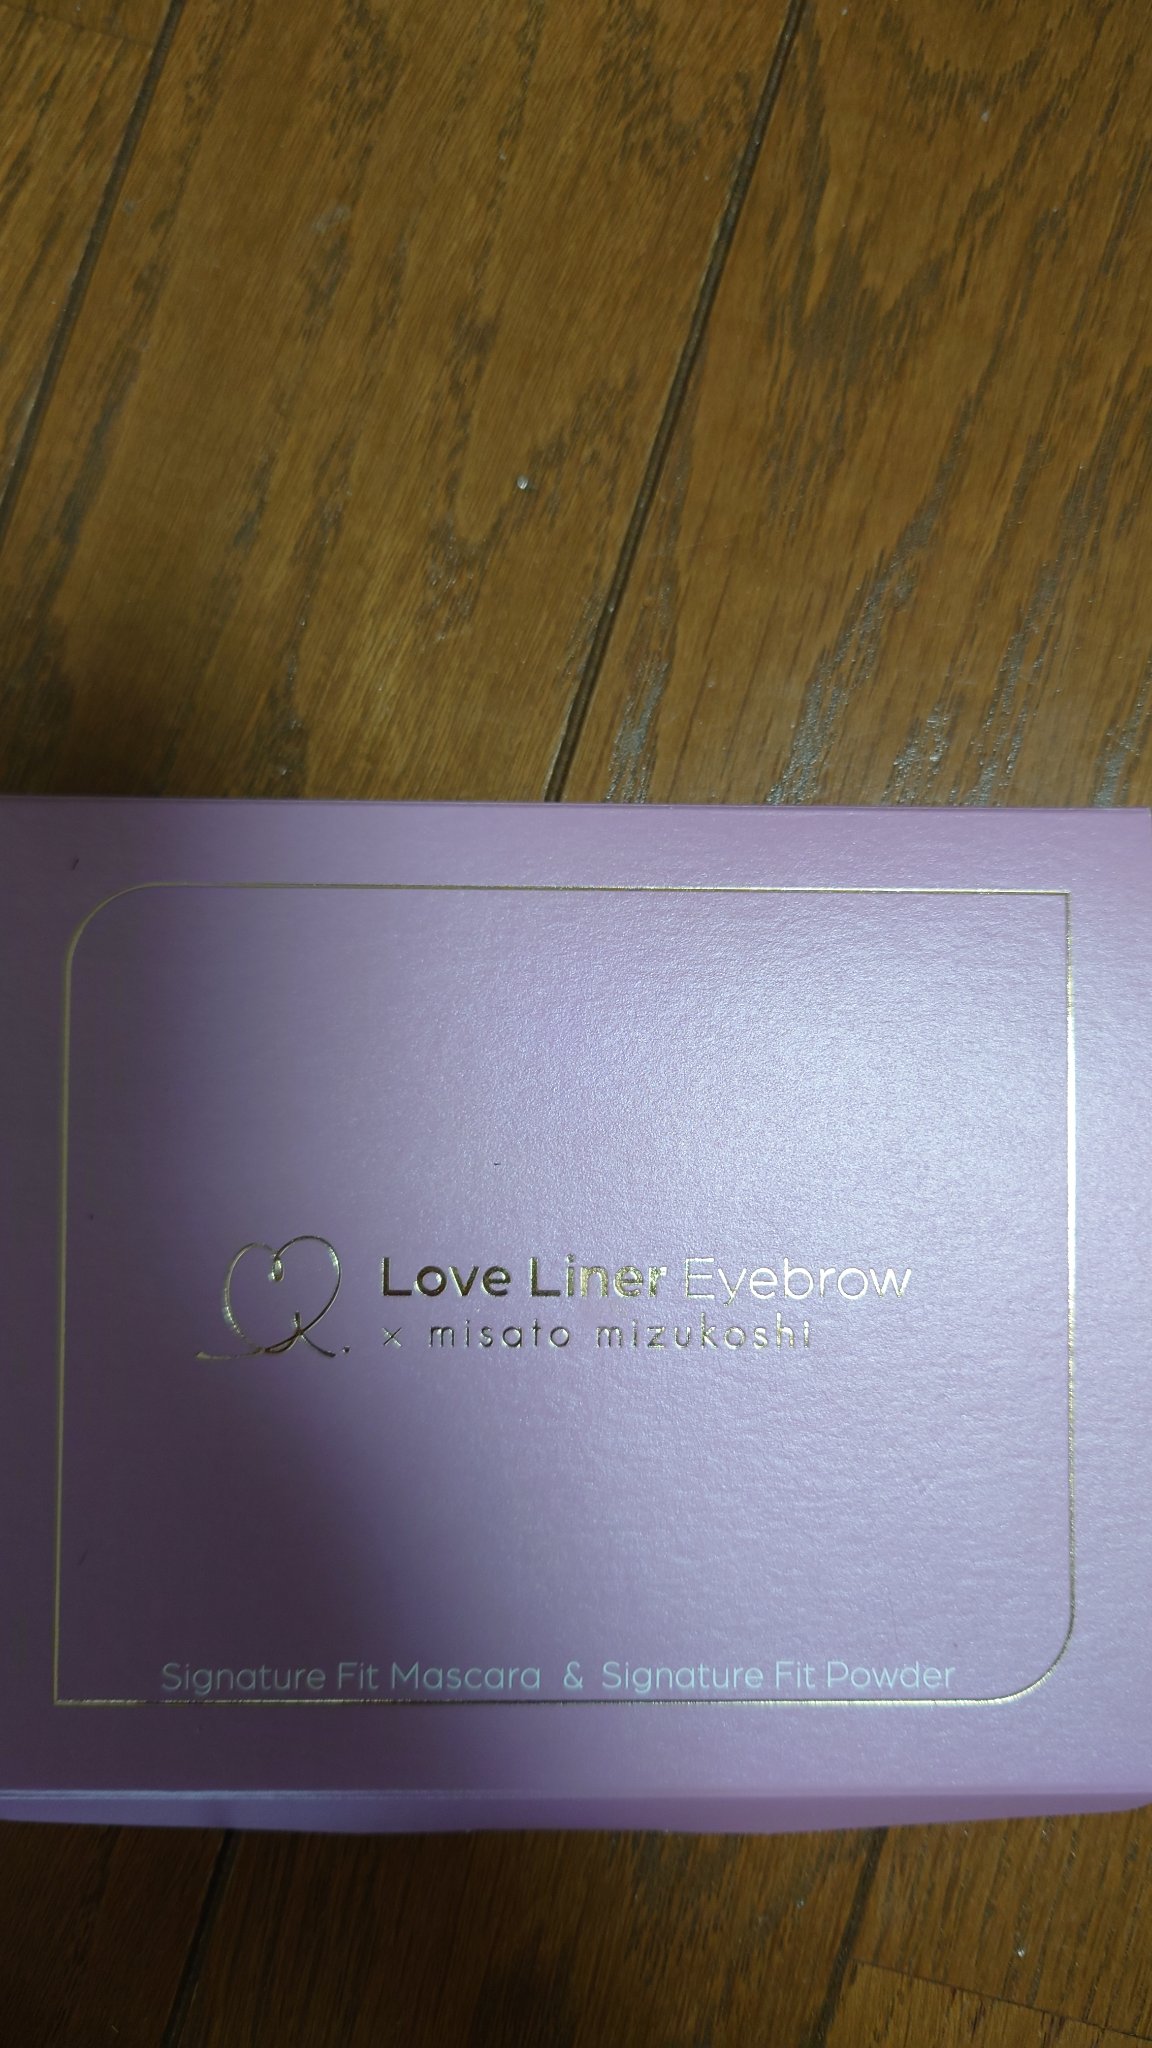 Love Liner Eyebrow
× misato mizukoshi
Signature Fit Mascara & Signature Fit Powder